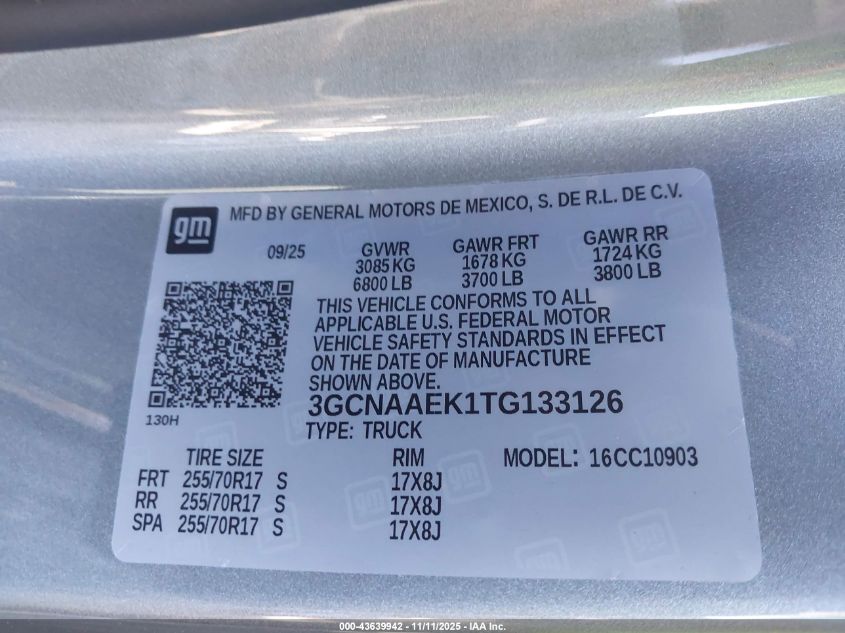 gm
MFD BY GENERAL MOTORS DE MEXICO, S. DE R.L. DE C.V.
09/25
GVWR GAWR FRT GAWR RR
3085 KG 1678 KG 1724 KG
6800 LB 3700 LB 3800 LB
THIS VEHICLE CONFORMS TO ALL
APPLICABLE U.S. FEDERAL MOTOR
VEHICLE SAFETY STANDARDS IN EFFECT
ON THE DATE OF MANUFACTURE
SHOWN ABOVE.
130H
3GCNAAEK1TG133126
TYPE: TRUCK
TIRE SIZE RIM MODEL: 16CC10903
FRT 255/70R17 S 17X8J
RR 255/70R17 S 17X8J
SPA 255/70R17 S 17X8J
000-43639942 - 11/11/2025 - IAA Inc.